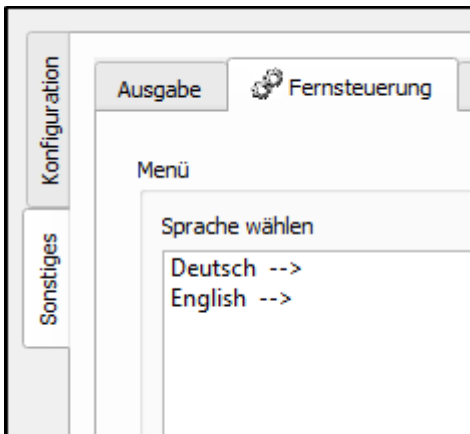 Konfiguration
Sonstiges
Ausgabe
Fernsteuerung
Menü
Sprache wählen
Deutsch -->
English -->